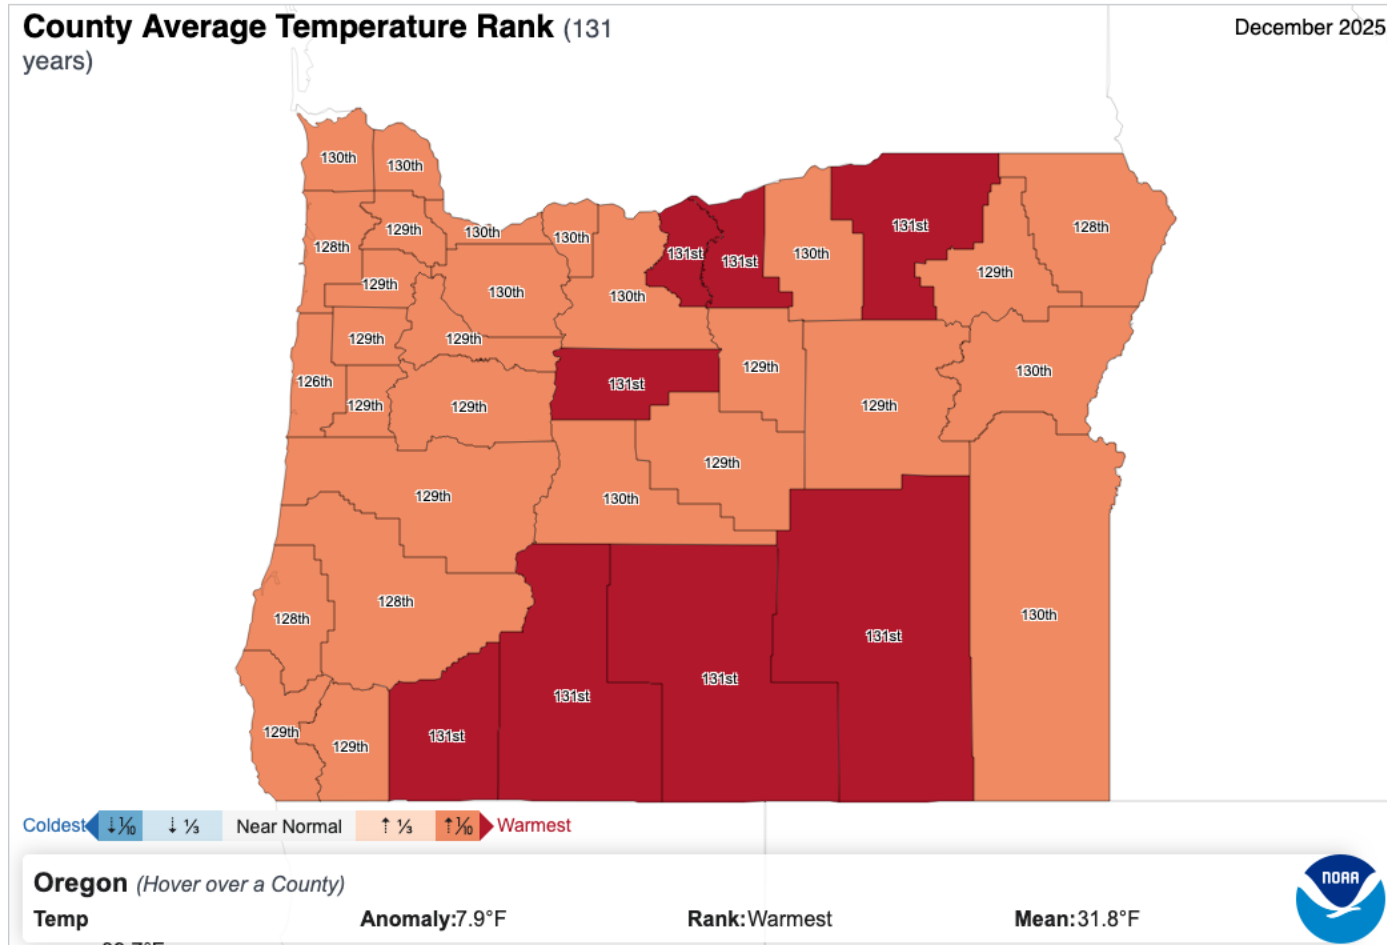 County Average Temperature Rank (131
years)
December 2025
130th
130th
131st
128th
129th
130th
130th
128th
131st
131st
130th
129th
129th
130th
130th
129th
129th
129th
130th
126th
131st
129th
129th
129th
129th
129th
130th
129th
128th
128th
131st
130th
131st
131st
129th
129th
131st
Coldest
↓⅒
↓ ⅓
Near Normal
↑ ⅓
↑⅒
Warmest
Oregon (Hover over a County)
NOAA
Temp
Anomaly:7.9°F
Rank:Warmest
Mean:31.8°F